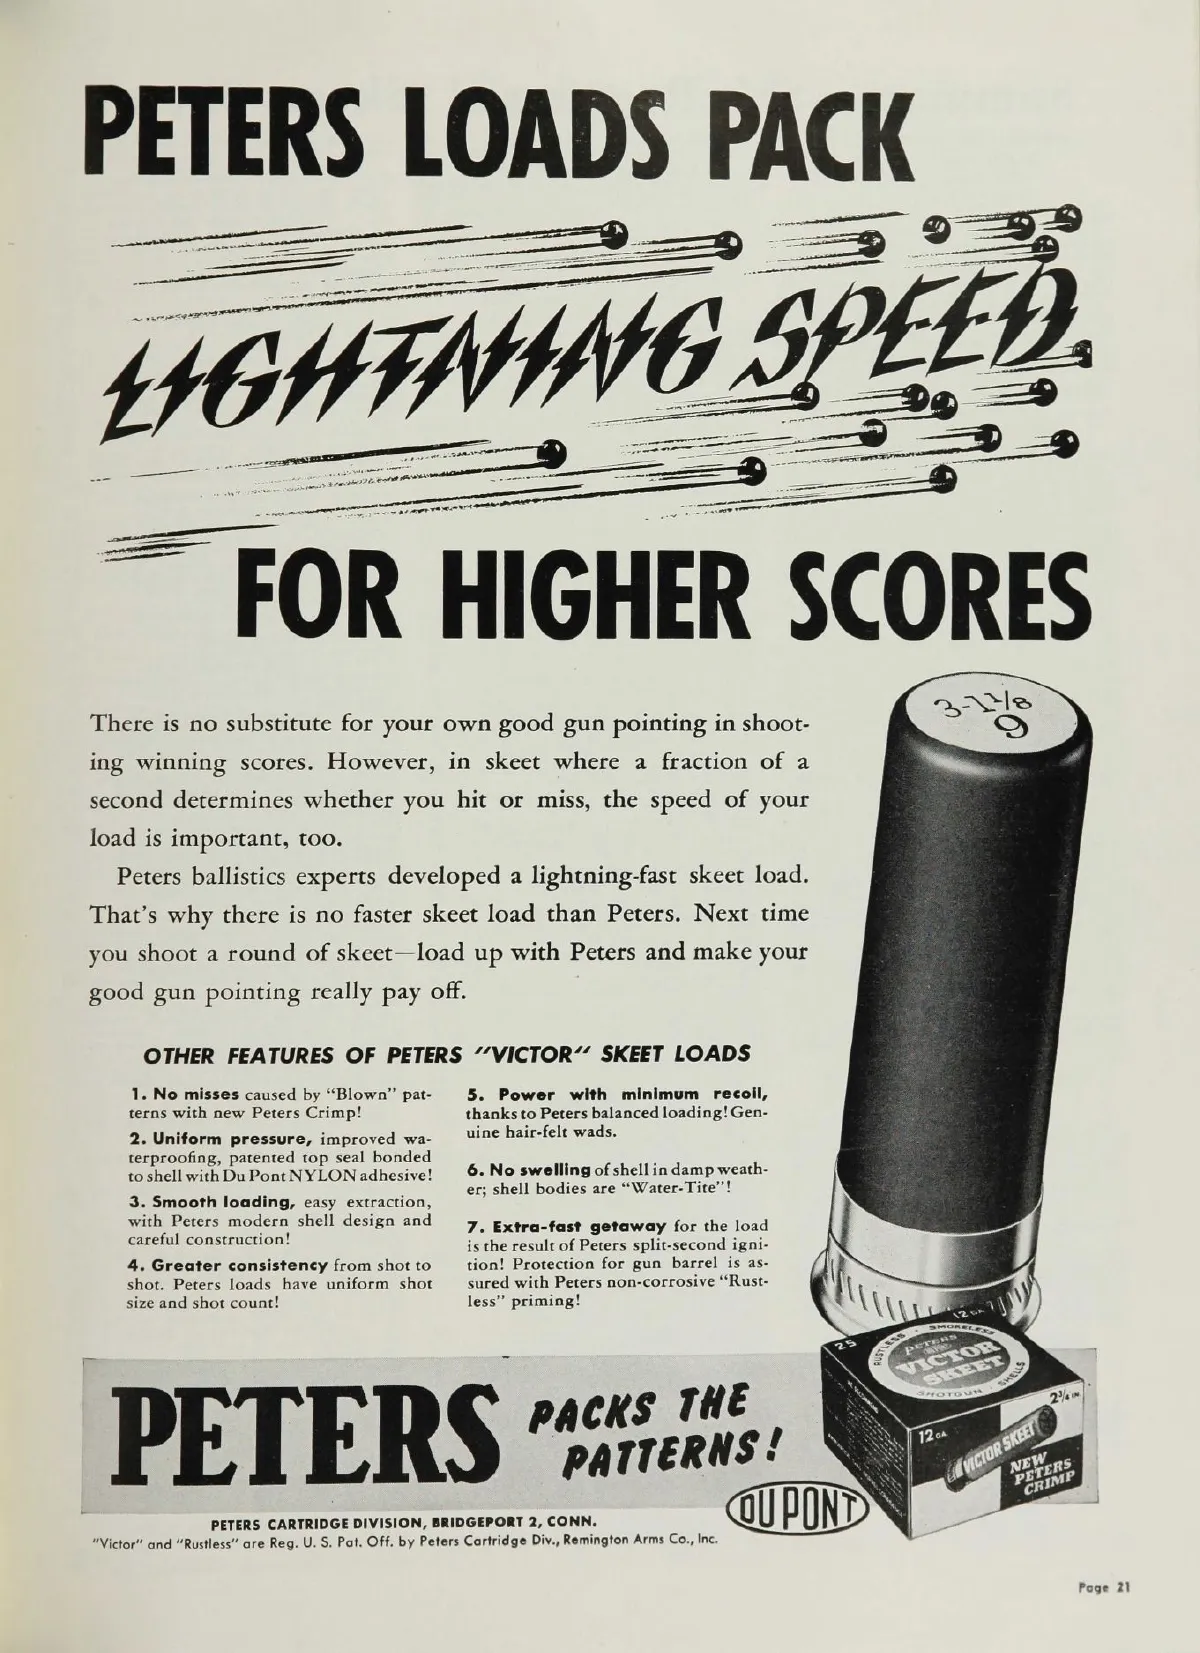 PETERS LOADS PACK
LIGHTNING SPEED
FOR HIGHER SCORES
3-1 1/8
9
There is no substitute for your own good gun pointing in shoot-
ing winning scores. However, in skeet where a fraction of a
second determines whether you hit or miss, the speed of your
load is important, too.
Peters ballistics experts developed a lightning-fast skeet load.
That's why there is no faster skeet load than Peters. Next time
you shoot a round of skeet—load up with Peters and make your
good gun pointing really pay off.
OTHER FEATURES OF PETERS "VICTOR" SKEET LOADS
1. No misses caused by "Blown" pat-
terns with new Peters Crimp!
2. Uniform pressure, improved wa-
terproofing, patented top seal bonded
to shell with Du Pont NYLON adhesive!
3. Smooth loading, easy extraction,
with Peters modern shell design and
careful construction!
4. Greater consistency from shot to
shot. Peters loads have uniform shot
size and shot count!
5. Power with minimum recoil,
thanks to Peters balanced loading! Gen-
uine hair-felt wads.
6. No swelling of shell in damp weath-
er; shell bodies are "Water-Tite"!
7. Extra-fast getaway for the load
is the result of Peters split-second igni-
tion! Protection for gun barrel is as-
sured with Peters non-corrosive "Rust-
less" priming!
25
12 GA
RUSTLESS · SMOKELESS
PETERS
VICTOR
SKEET
SHOTGUN · SHELLS
2 3/4 IN.
12 GA.
VICTOR SKEET
NEW
PETERS
CRIMP
PETERS PACKS THE
PATTERNS!
DU PONT
PETERS CARTRIDGE DIVISION, BRIDGEPORT 2, CONN.
"Victor" and "Rustless" are Reg. U. S. Pat. Off. by Peters Cartridge Div., Remington Arms Co., Inc.
Page 21